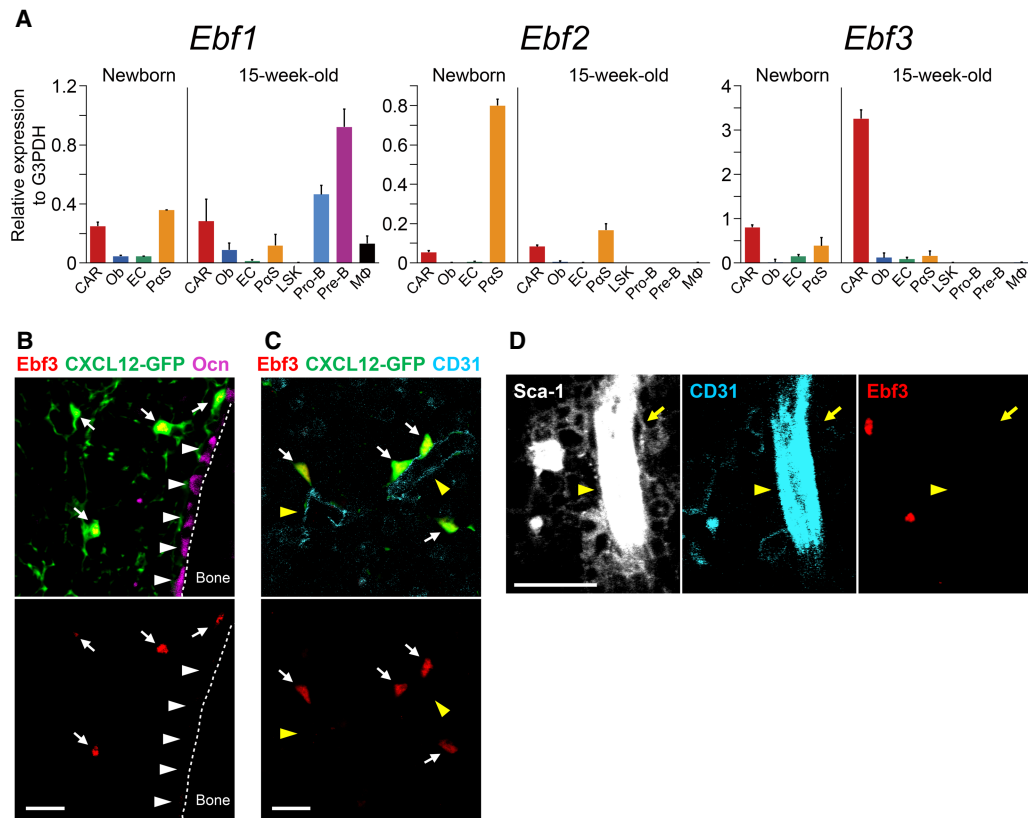 A
Ebf1 Ebf2 Ebf3
Newborn 15-week-old Newborn 15-week-old Newborn 15-week-old
Relative expression
to G3PDH
1.2
0.8
0.4
0
0.8
0.6
0.4
0.2
0
4
3
2
1
0
CAR Ob EC PαS CAR Ob EC PαS LSK Pro-B Pre-B MΦ
CAR Ob EC PαS CAR Ob EC PαS LSK Pro-B Pre-B MΦ
CAR Ob EC PαS CAR Ob EC PαS LSK Pro-B Pre-B MΦ
B
Ebf3 CXCL12-GFP Ocn
Bone
Bone
C
Ebf3 CXCL12-GFP CD31
D
Sca-1
CD31
Ebf3